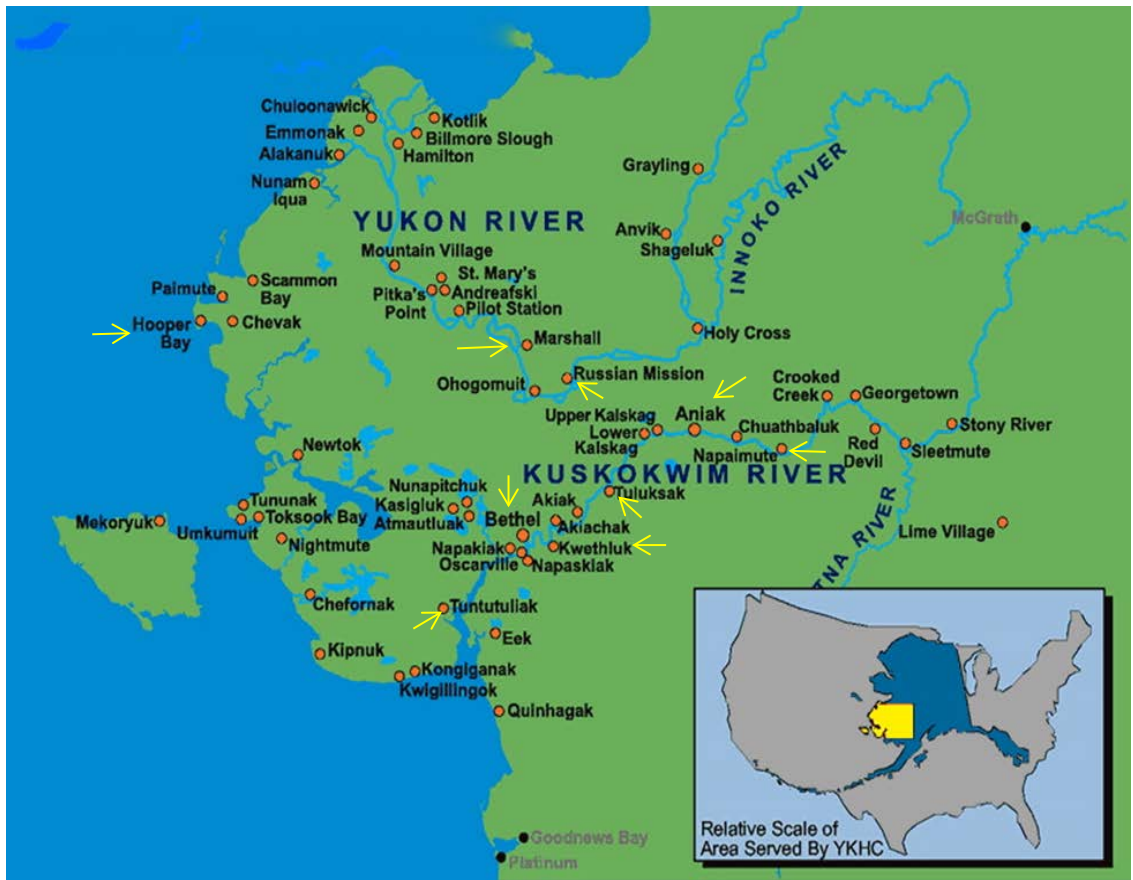 Chuloonawick
Kotlik
Emmonak
Billmore Slough
Hamilton
Alakanuk
Grayling
Nunam
Iqua
INNOKO RIVER
YUKON RIVER
McGrath
Anvik
Shageluk
Mountain Village
St. Mary's
Scammon
Bay
Paimute
Pitka's
Point
Andreafski
Pilot Station
Hooper
Bay
Chevak
Marshall
Holy Cross
Russian Mission
Ohogomuit
Crooked
Creek
Georgetown
Upper Kalskag
Aniak
Lower
Kalskag
Chuathbaluk
Stony River
Red
Devil
Sleetmute
Newtok
Napaimute
KUSKOKWIM RIVER
Nunapitchuk
Tuluksak
Tununak
Kasigluk
Akiak
Mekoryuk
Toksook Bay
Atmautluak
Bethel
Akiachak
Umkumuit
Lime Village
Nightmute
Napakiak
Kwethluk
Oscarville
Napaskiak
TNA RIVER
Chefornak
Tuntutuliak
Eek
Kipnuk
Kongiganak
Kwigillingok
Quinhagak
Goodnews Bay
Platinum
Relative Scale of
Area Served By YKHC